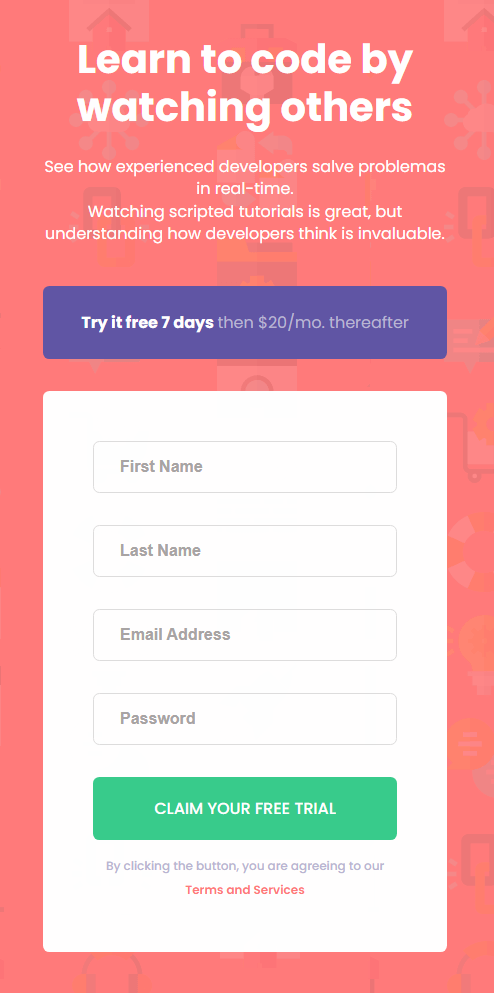 Learn to code by
watching others
See how experienced developers salve problemas
in real-time.
Watching scripted tutorials is great, but
understanding how developers think is invaluable.
Try it free 7 days then $20/mo. thereafter
First Name
Last Name
Email Address
Password
CLAIM YOUR FREE TRIAL
By clicking the button, you are agreeing to our
Terms and Services